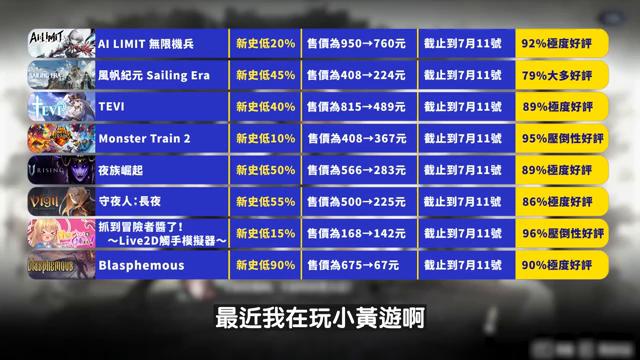 AI LIMIT 無限機兵 新史低20% 售價為950→760元 截止到7月11號 92%極度好評
風帆紀元 Sailing Era 新史低45% 售價為408→224元 截止到7月11號 79%大多好評
TEVI 新史低40% 售價為815→489元 截止到7月11號 89%極度好評
Monster Train 2 新史低10% 售價為408→367元 截止到7月11號 95%壓倒性好評
夜族崛起 新史低50% 售價為566→283元 截止到7月11號 89%極度好評
守夜人：長夜 新史低55% 售價為500→225元 截止到7月11號 86%極度好評
抓到冒險者醬了！
～Live2D觸手模擬器～ 新史低15% 售價為168→142元 截止到7月11號 96%壓倒性好評
Blasphemous 新史低90% 售價為675→67元 截止到7月11號 90%極度好評
最近我在玩小黃遊啊